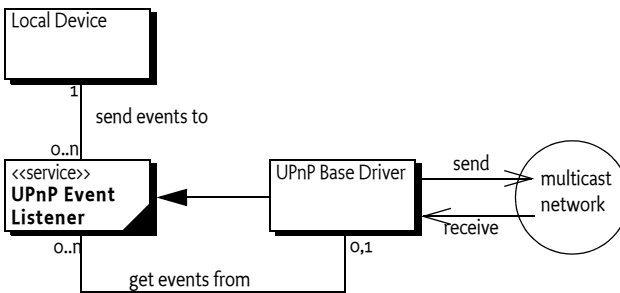 Local Device
1
send events to
0..n
<<service>>
UPnP Event
Listener
UPnP Base Driver
send
multicast
network
receive
0..n
0,1
get events from